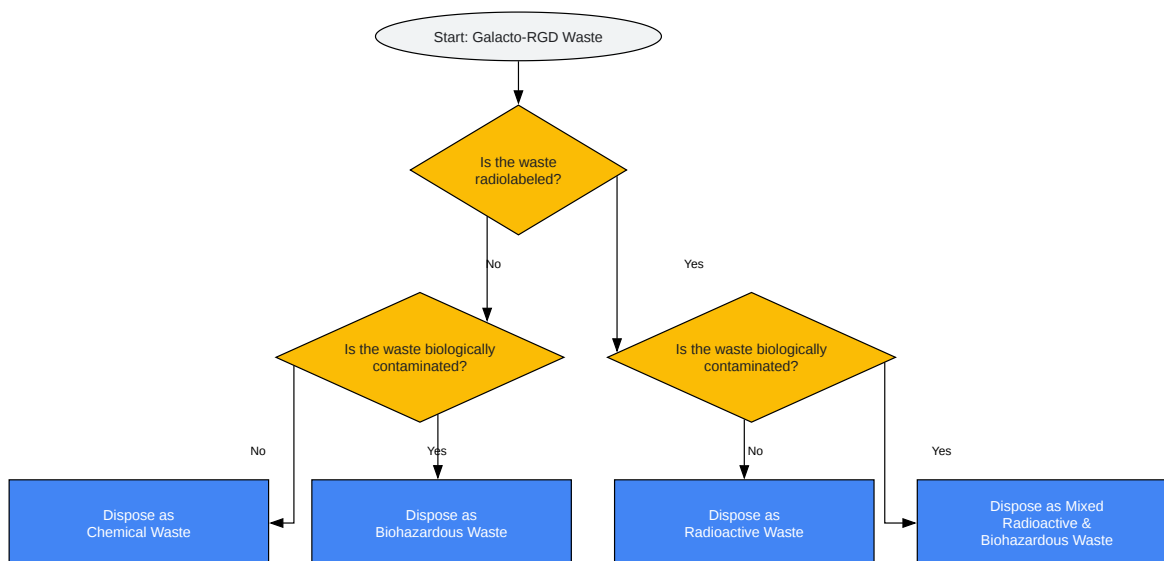 Start: Galacto-RGD Waste
Is the waste
radiolabeled?
No
Yes
Is the waste biologically
contaminated?
Is the waste biologically
contaminated?
No
Yes
No
Yes
Dispose as
Chemical Waste
Dispose as
Biohazardous Waste
Dispose as
Radioactive Waste
Dispose as Mixed
Radioactive &
Biohazardous Waste